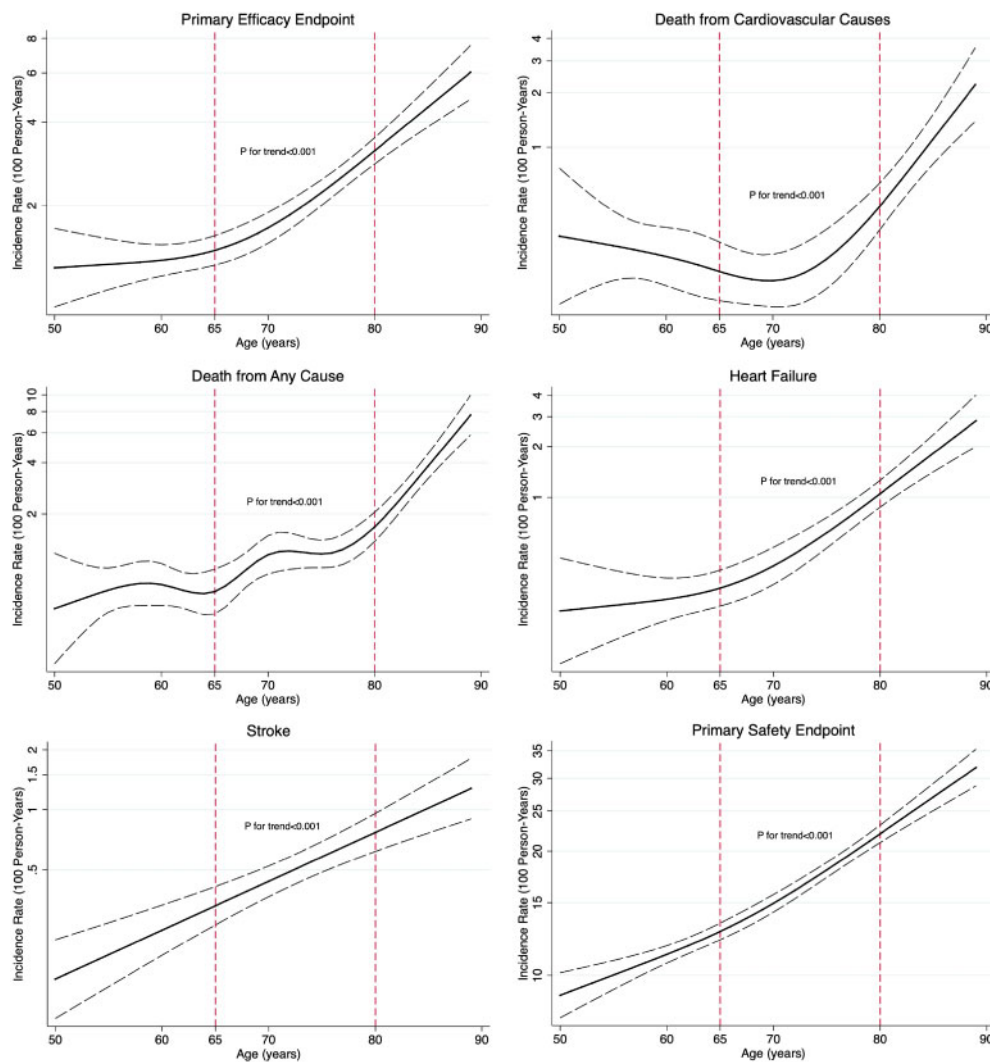 Primary Efficacy Endpoint
Incidence Rate (100 Person-Years)
8
6
4
2
P for trend<0.001
50
60
65
70
80
90
Age (years)
Death from Cardiovascular Causes
Incidence Rate (100 Person-Years)
4
3
2
1
P for trend<0.001
50
60
65
70
80
90
Age (years)
Death from Any Cause
Incidence Rate (100 Person-Years)
10
8
6
4
2
P for trend<0.001
50
60
65
70
80
90
Age (years)
Heart Failure
Incidence Rate (100 Person-Years)
4
3
2
1
P for trend<0.001
50
60
65
70
80
90
Age (years)
Stroke
Incidence Rate (100 Person-Years)
2
1.5
1
.5
P for trend<0.001
50
60
65
70
80
90
Age (years)
Primary Safety Endpoint
Incidence Rate (100 Person-Years)
35
30
25
20
15
10
P for trend<0.001
50
60
65
70
80
90
Age (years)